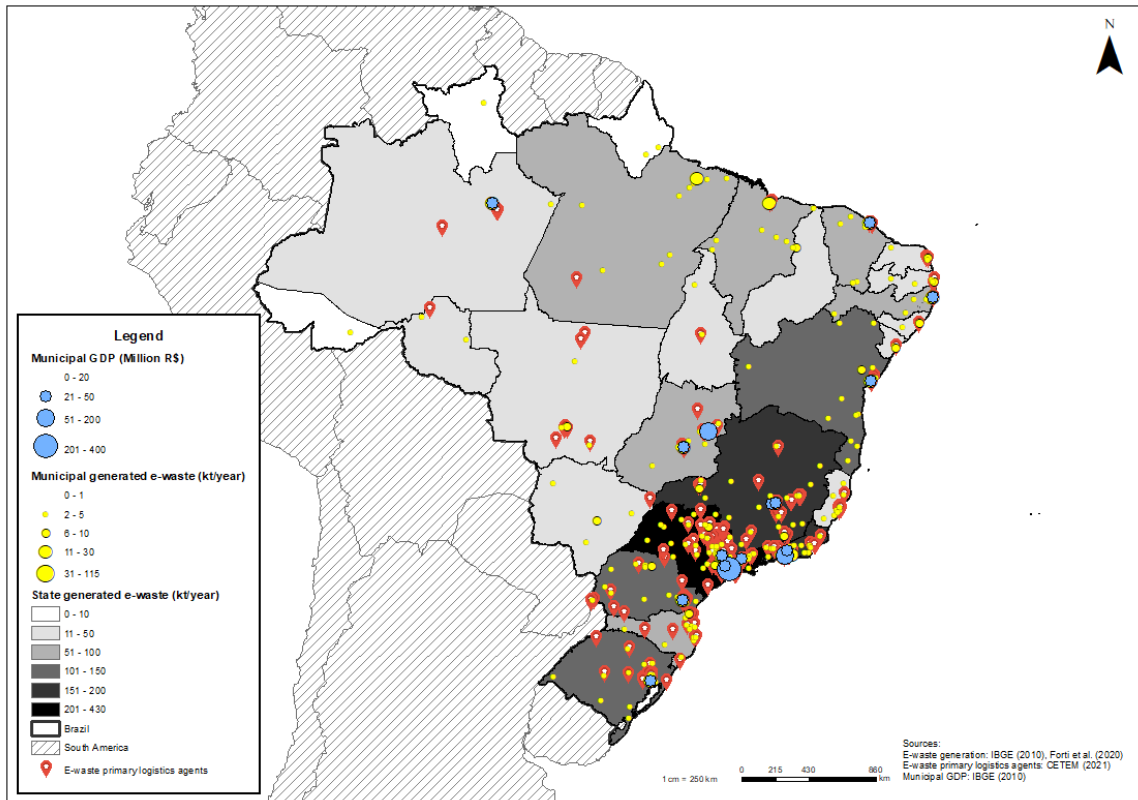 N
Legend
Municipal GDP (Million R$)
0 - 20
21 - 50
51 - 200
201 - 400
Municipal generated e-waste (kt/year)
0 - 1
2 - 5
6 - 10
11 - 30
31 - 115
State generated e-waste (kt/year)
0 - 10
11 - 50
51 - 100
101 - 150
151 - 200
201 - 430
Brazil
South America
E-waste primary logistics agents
Sources:
E-waste generation: IBGE (2010), Forti et al. (2020)
E-waste primary logistics agents: CETEM (2021)
Municipal GDP: IBGE (2010)
1 cm = 250 km
0 215 430 860
km